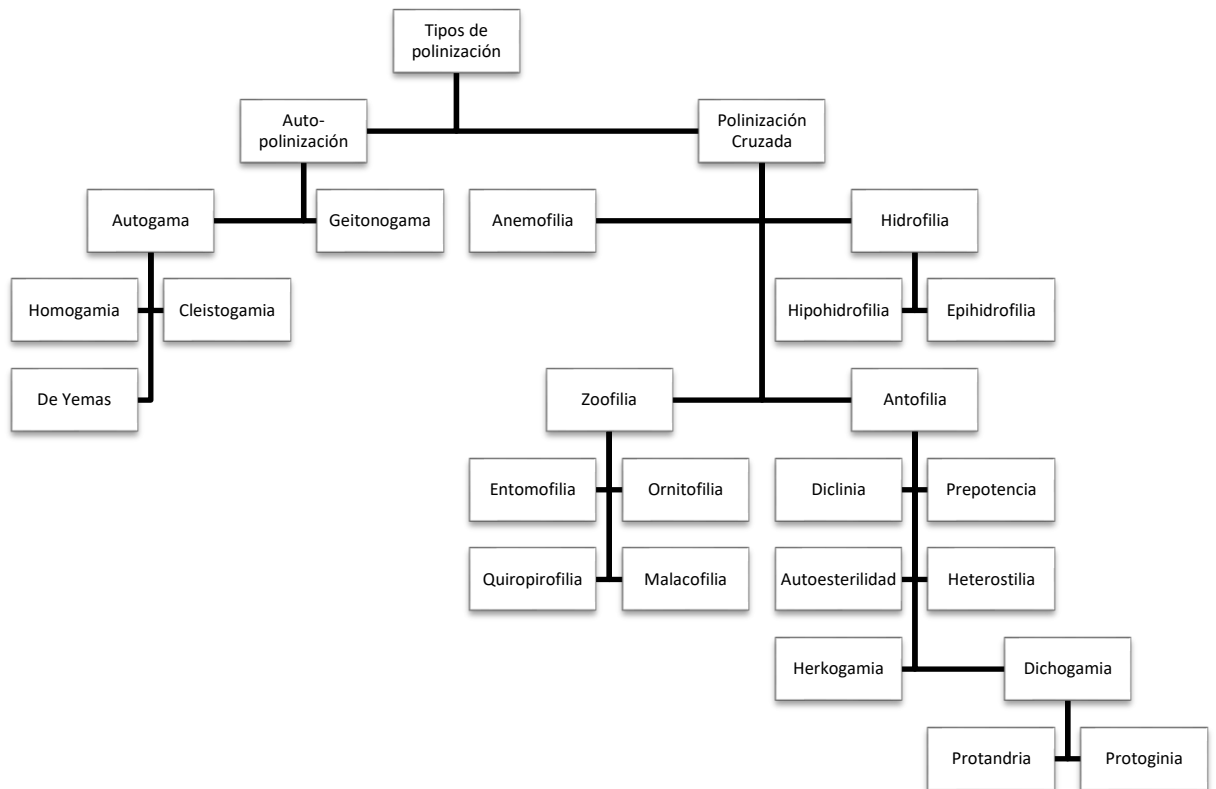 Tipos de
polinización
Auto-
polinización
Polinización
Cruzada
Autogama
Geitonogama
Anemofilia
Hidrofilia
Homogamia
Cleistogamia
Hipohidrofilia
Epihidrofilia
De Yemas
Zoofilia
Antofilia
Entomofilia
Ornitofilia
Diclinia
Prepotencia
Quiropirofilia
Malacofilia
Autoesterilidad
Heterostilia
Herkogamia
Dichogamia
Protandria
Protoginia